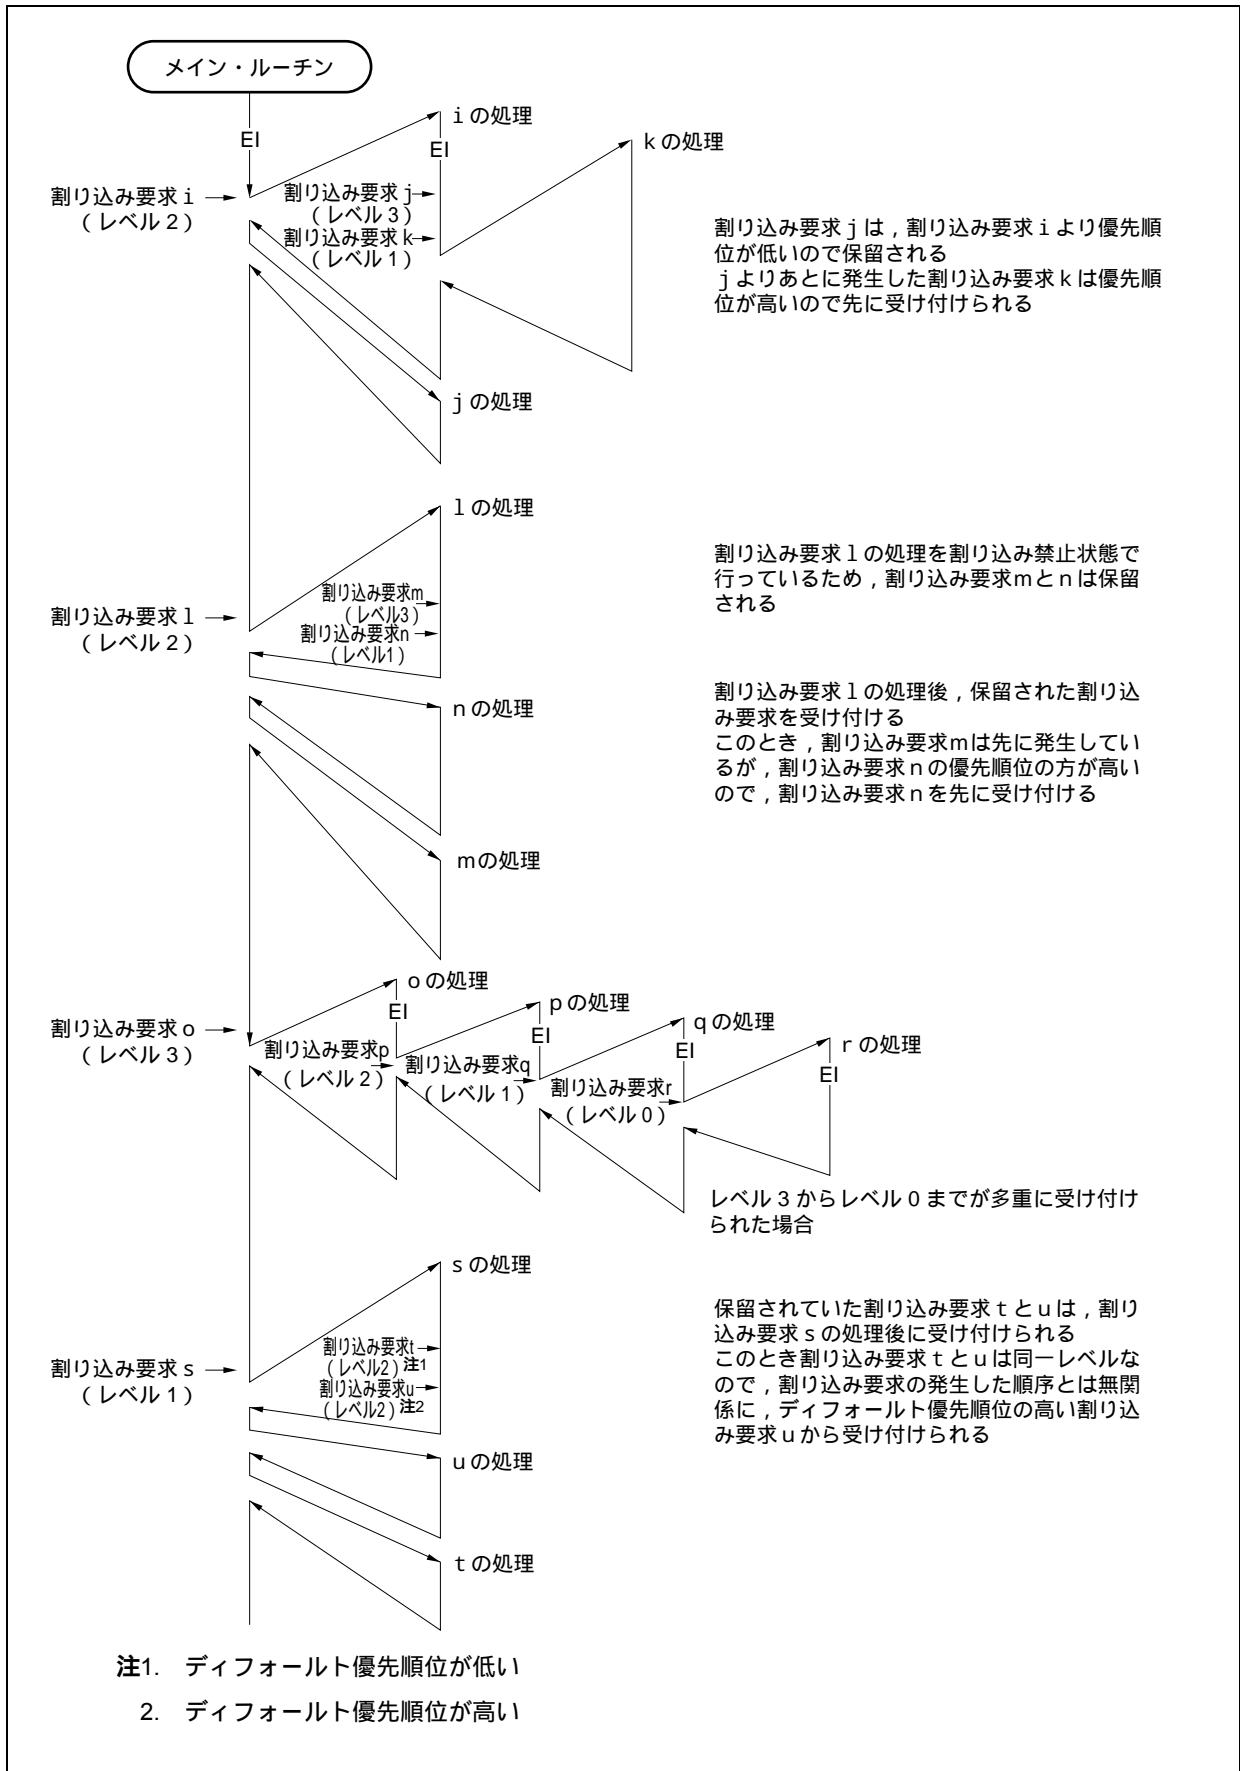 メイン・ルーチン
EI
iの処理
EI
kの処理
割り込み要求i
(レベル2)
割り込み要求j
(レベル3)
割り込み要求k
(レベル1)
割り込み要求jは,割り込み要求iより優先順
位が低いので保留される
jよりあとに発生した割り込み要求kは優先順
位が高いので先に受け付けられる
jの処理
lの処理
割り込み要求l
(レベル2)
割り込み要求m
(レベル3)
割り込み要求n
(レベル1)
割り込み要求lの処理を割り込み禁止状態で
行っているため,割り込み要求mとnは保留
される
nの処理
割り込み要求lの処理後,保留された割り込
み要求を受け付ける
このとき,割り込み要求mは先に発生してい
るが,割り込み要求nの優先順位の方が高い
ので,割り込み要求nを先に受け付ける
mの処理
oの処理
EI
pの処理
EI
qの処理
EI
rの処理
EI
割り込み要求o
(レベル3)
割り込み要求p
(レベル2)
割り込み要求q
(レベル1)
割り込み要求r
(レベル0)
レベル3からレベル0までが多重に受け付け
られた場合
sの処理
割り込み要求s
(レベル1)
割り込み要求t
(レベル2)注1
割り込み要求u
(レベル2)注2
保留されていた割り込み要求tとuは,割り
込み要求sの処理後に受け付けられる
このとき割り込み要求tとuは同一レベルな
ので,割り込み要求の発生した順序とは無関
係に,ディフォールト優先順位の高い割り込
み要求uから受け付けられる
uの処理
tの処理
注1. ディフォールト優先順位が低い
2. ディフォールト優先順位が高い